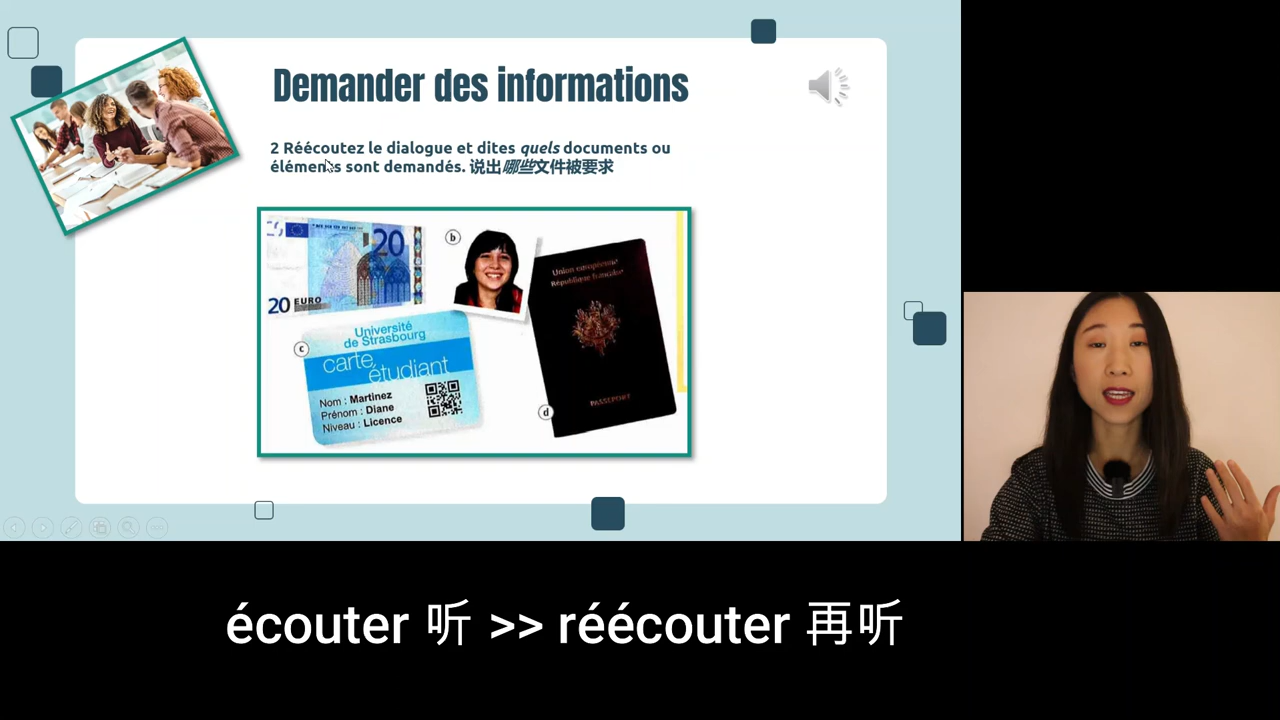 Demander des informations
2 Réécoutez le dialogue et dites quels documents ou
éléments sont demandés. 说出哪些文件被要求
20
20 EURO
b
Union européenne
République française
Université
de Strasbourg
c
carte
étudiant
Nom : Martinez
Prénom : Diane
Niveau : Licence
d
PASSEPORT
écouter 听 >> réécouter 再听